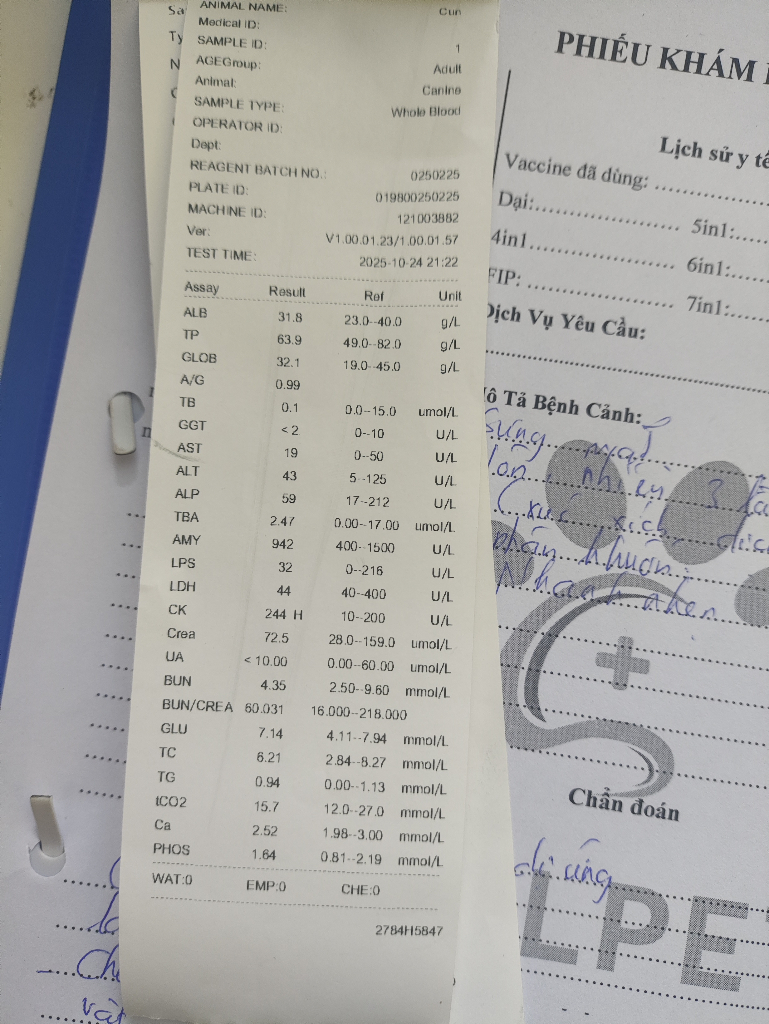 Sa
Ty
N
ANIMAL NAME: Cun
Medical ID:
SAMPLE ID: 1
AGEGroup: Adult
Animal: Canine
SAMPLE TYPE: Whole Blood
OPERATOR ID:
Dept:
REAGENT BATCH NO.: 0250225
PLATE ID: 019800250225
MACHINE ID: 121003882
Ver: V1.00.01.23/1.00.01.57
TEST TIME: 2025-10-24 21:22
Assay Result Ref Unit
ALB 31.8 23.0--40.0 g/L
TP 63.9 49.0--82.0 g/L
GLOB 32.1 19.0--45.0 g/L
A/G 0.99
TB 0.1 0.0--15.0 umol/L
GGT < 2 0--10 U/L
AST 19 0--50 U/L
ALT 43 5--125 U/L
ALP 59 17--212 U/L
TBA 2.47 0.00--17.00 umol/L
AMY 942 400--1500 U/L
LPS 32 0--216 U/L
LDH 44 40--400 U/L
CK 244 H 10--200 U/L
Crea 72.5 28.0--159.0 umol/L
UA < 10.00 0.00--60.00 umol/L
BUN 4.35 2.50--9.60 mmol/L
BUN/CREA 60.031 16.000--218.000
GLU 7.14 4.11--7.94 mmol/L
TC 6.21 2.84--8.27 mmol/L
TG 0.94 0.00--1.13 mmol/L
tCO2 15.7 12.0--27.0 mmol/L
Ca 2.52 1.98--3.00 mmol/L
PHOS 1.64 0.81--2.19 mmol/L
WAT:0 EMP:0 CHE:0
2784H5847
PHIẾU KHÁM
Lịch sử y tế
Vaccine đã dùng:
Dại: 5in1:
4in1 6in1:
FIP: 7in1:
Dịch Vụ Yêu Cầu:
Mô Tả Bệnh Cảnh:
Sưng mặt
nhiều 3
xúc xích
phân khuôn
Nhanh nhẹn
Chẩn đoán
dị ứng
LPE